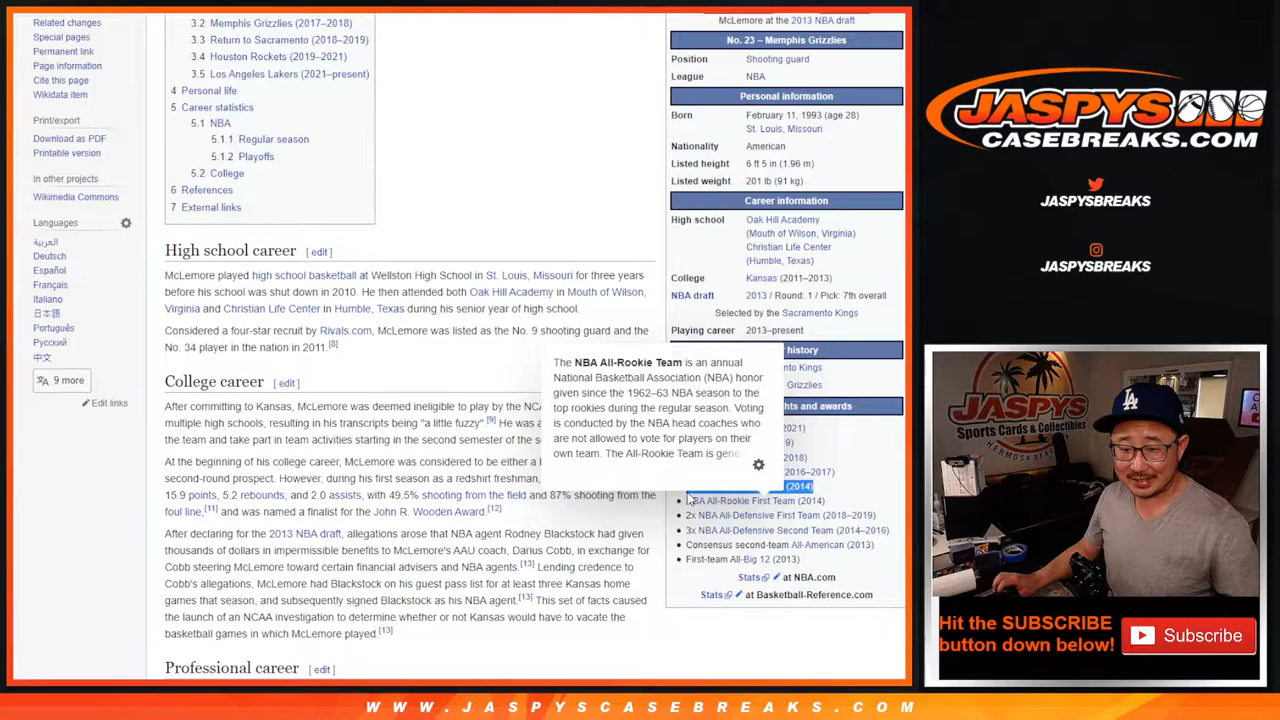 Related changes
Special pages
Permanent link
Page information
Cite this page
Wikidata item
Print/export
Download as PDF
Printable version
In other projects
Wikimedia Commons
Languages
العربية
Deutsch
Español
Français
Italiano
日本語
Português
Русский
中文
9 more
Edit links
3.2 Memphis Grizzlies (2017–2018)
3.3 Return to Sacramento (2018–2019)
3.4 Houston Rockets (2019–2021)
3.5 Los Angeles Lakers (2021–present)
4 Personal life
5 Career statistics
5.1 NBA
5.1.1 Regular season
5.1.2 Playoffs
5.2 College
6 References
7 External links
High school career [ edit ]
McLemore played high school basketball at Wellston High School in St. Louis, Missouri for three years
before his school was shut down in 2010. He then attended both Oak Hill Academy in Mouth of Wilson,
Virginia and Christian Life Center in Humble, Texas during his senior year of high school.
Considered a four-star recruit by Rivals.com, McLemore was listed as the No. 9 shooting guard and the
No. 34 player in the nation in 2011.[8]
College career [ edit ]
After committing to Kansas, McLemore was deemed ineligible to play by the NCA
multiple high schools, resulting in his transcripts being "a little fuzzy" [9] He was a
the team and take part in team activities starting in the second semester of the s
At the beginning of his college career, McLemore was considered to be either a l
second-round prospect. However, during his first season as a redshirt freshman,
15.9 points, 5.2 rebounds, and 2.0 assists, with 49.5% shooting from the field and 87% shooting from the
foul line,[11] and was named a finalist for the John R. Wooden Award.[12]
After declaring for the 2013 NBA draft, allegations arose that NBA agent Rodney Blackstock had given
thousands of dollars in impermissible benefits to McLemore's AAU coach, Darius Cobb, in exchange for
Cobb steering McLemore toward certain financial advisers and NBA agents.[13] Lending credence to
Cobb's allegations, McLemore had Blackstock on his guest pass list for at least three Kansas home
games that season, and subsequently signed Blackstock as his NBA agent.[13] This set of facts caused
the launch of an NCAA investigation to determine whether or not Kansas would have to vacate the
basketball games in which McLemore played.[13]
Professional career [ edit ]
The NBA All-Rookie Team is an annual
National Basketball Association (NBA) honor
given since the 1962–63 NBA season to the
top rookies during the regular season. Voting
is conducted by the NBA head coaches who
are not allowed to vote for players on their
own team. The All-Rookie Team is gene
McLemore at the 2013 NBA draft
No. 23 – Memphis Grizzlies
Position Shooting guard
League NBA
Personal information
Born February 11, 1993 (age 28)
St. Louis, Missouri
Nationality American
Listed height 6 ft 5 in (1.96 m)
Listed weight 201 lb (91 kg)
Career information
High school Oak Hill Academy
(Mouth of Wilson, Virginia)
Christian Life Center
(Humble, Texas)
College Kansas (2011–2013)
NBA draft 2013 / Round: 1 / Pick: 7th overall
Selected by the Sacramento Kings
Playing career 2013–present
history
nto Kings
Grizzlies
hts and awards
2021)
9)
2018)
2016–2017)
(2014)
BA All-Rookie First Team (2014)
2x NBA All-Defensive First Team (2018–2019)
3x NBA All-Defensive Second Team (2014–2016)
Consensus second-team All-American (2013)
First-team All-Big 12 (2013)
Stats at NBA.com
Stats at Basketball-Reference.com
JASPYS
CASEBREAKS.COM
JASPYSBREAKS
JASPYSBREAKS
JASPYS
Sports Cards & Collectibles
LA
Hit the SUBSCRIBE
button down below!
Subscribe
WWW.JASPYSCASEBREAKS.COM